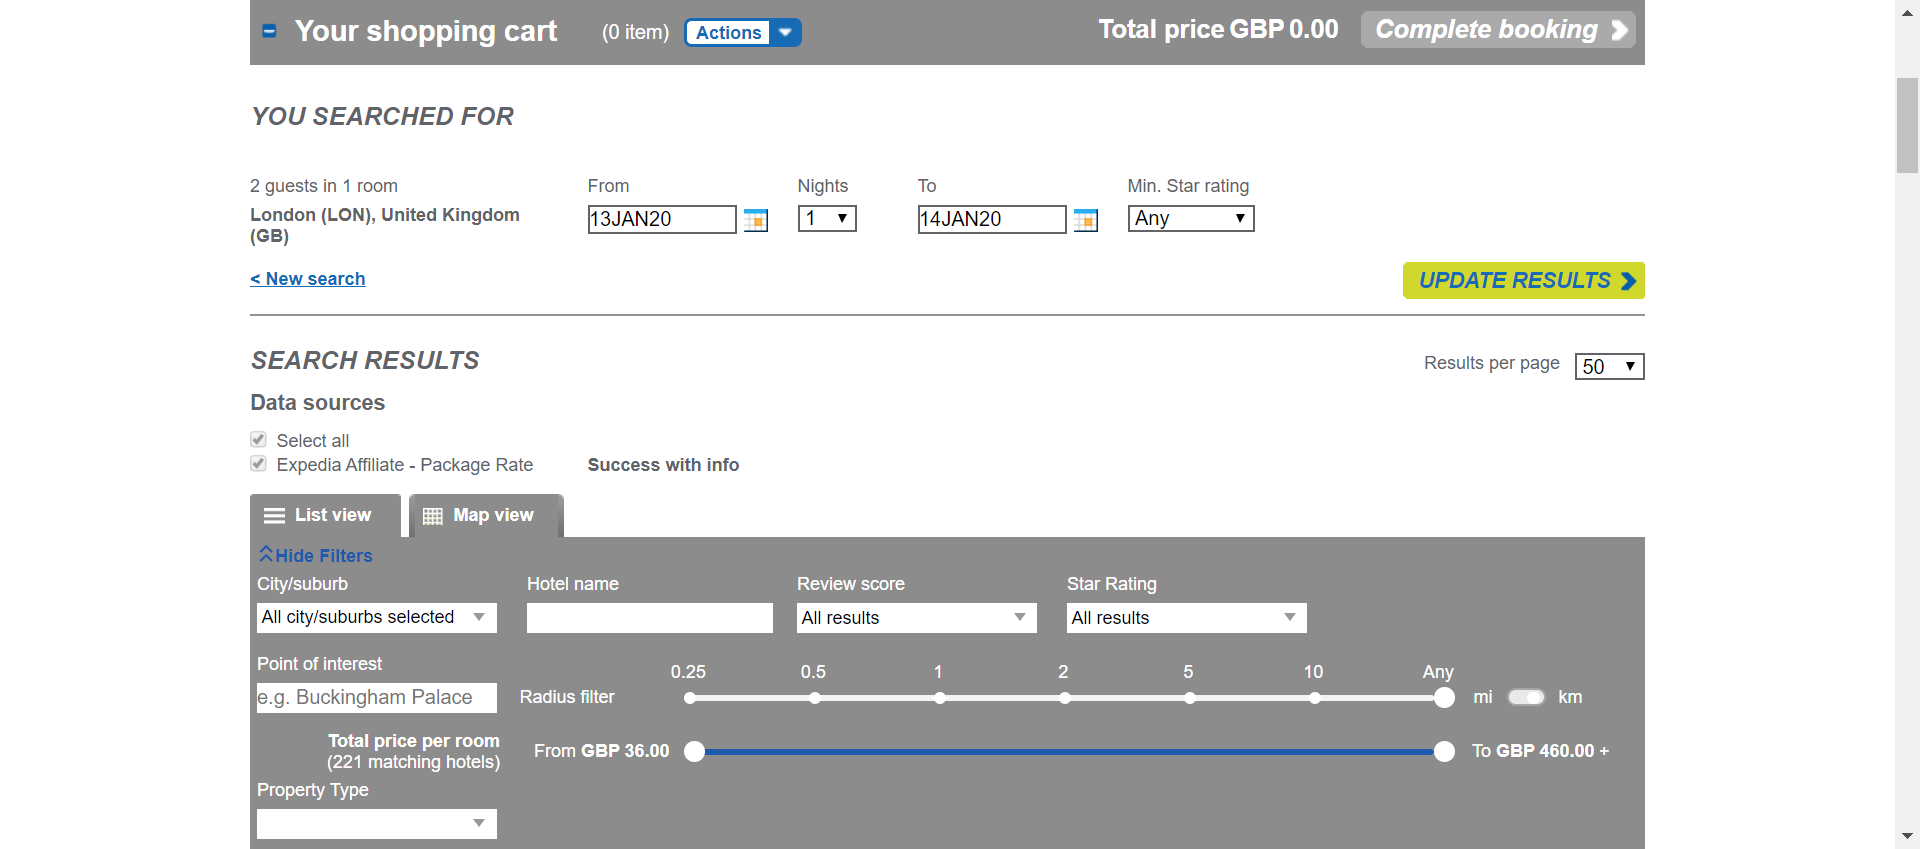 Your shopping cart (0 item) Actions Total price GBP 0.00 Complete booking
YOU SEARCHED FOR
2 guests in 1 room From Nights To Min. Star rating
London (LON), United Kingdom
(GB)
13JAN20 1 14JAN20 Any
< New search
UPDATE RESULTS
SEARCH RESULTS
Results per page 50
Data sources
Select all
Expedia Affiliate - Package Rate Success with info
List view Map view
Hide Filters
City/suburb Hotel name Review score Star Rating
All city/suburbs selected All results All results
Point of interest 0.25 0.5 1 2 5 10 Any
e.g. Buckingham Palace Radius filter mi km
Total price per room
(221 matching hotels)
From GBP 36.00 To GBP 460.00 +
Property Type